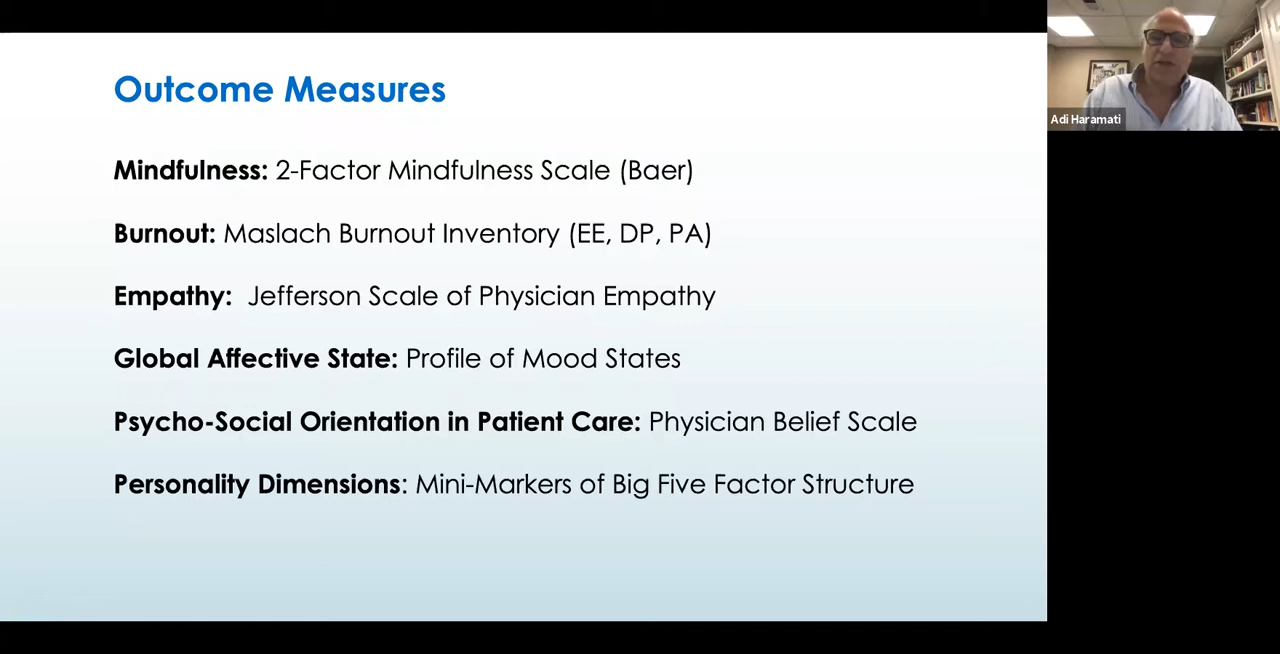 Outcome Measures
Mindfulness: 2-Factor Mindfulness Scale (Baer)
Burnout: Maslach Burnout Inventory (EE, DP, PA)
Empathy: Jefferson Scale of Physician Empathy
Global Affective State: Profile of Mood States
Psycho-Social Orientation in Patient Care: Physician Belief Scale
Personality Dimensions: Mini-Markers of Big Five Factor Structure
Adi Haramati